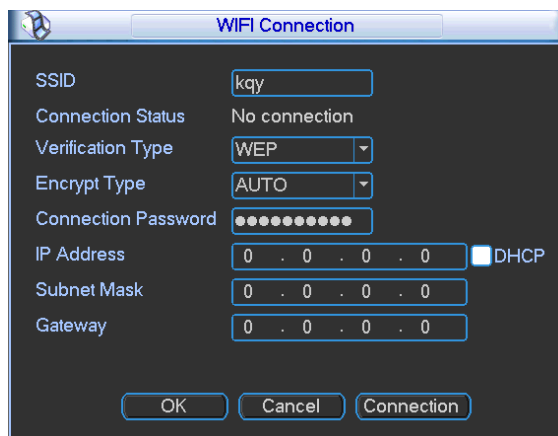 WIFI Connection
SSID kqy
Connection Status No connection
Verification Type WEP
Encrypt Type AUTO
Connection Password ●●●●●●●●●●
IP Address 0 . 0 . 0 . 0 DHCP
Subnet Mask 0 . 0 . 0 . 0
Gateway 0 . 0 . 0 . 0
OK Cancel Connection